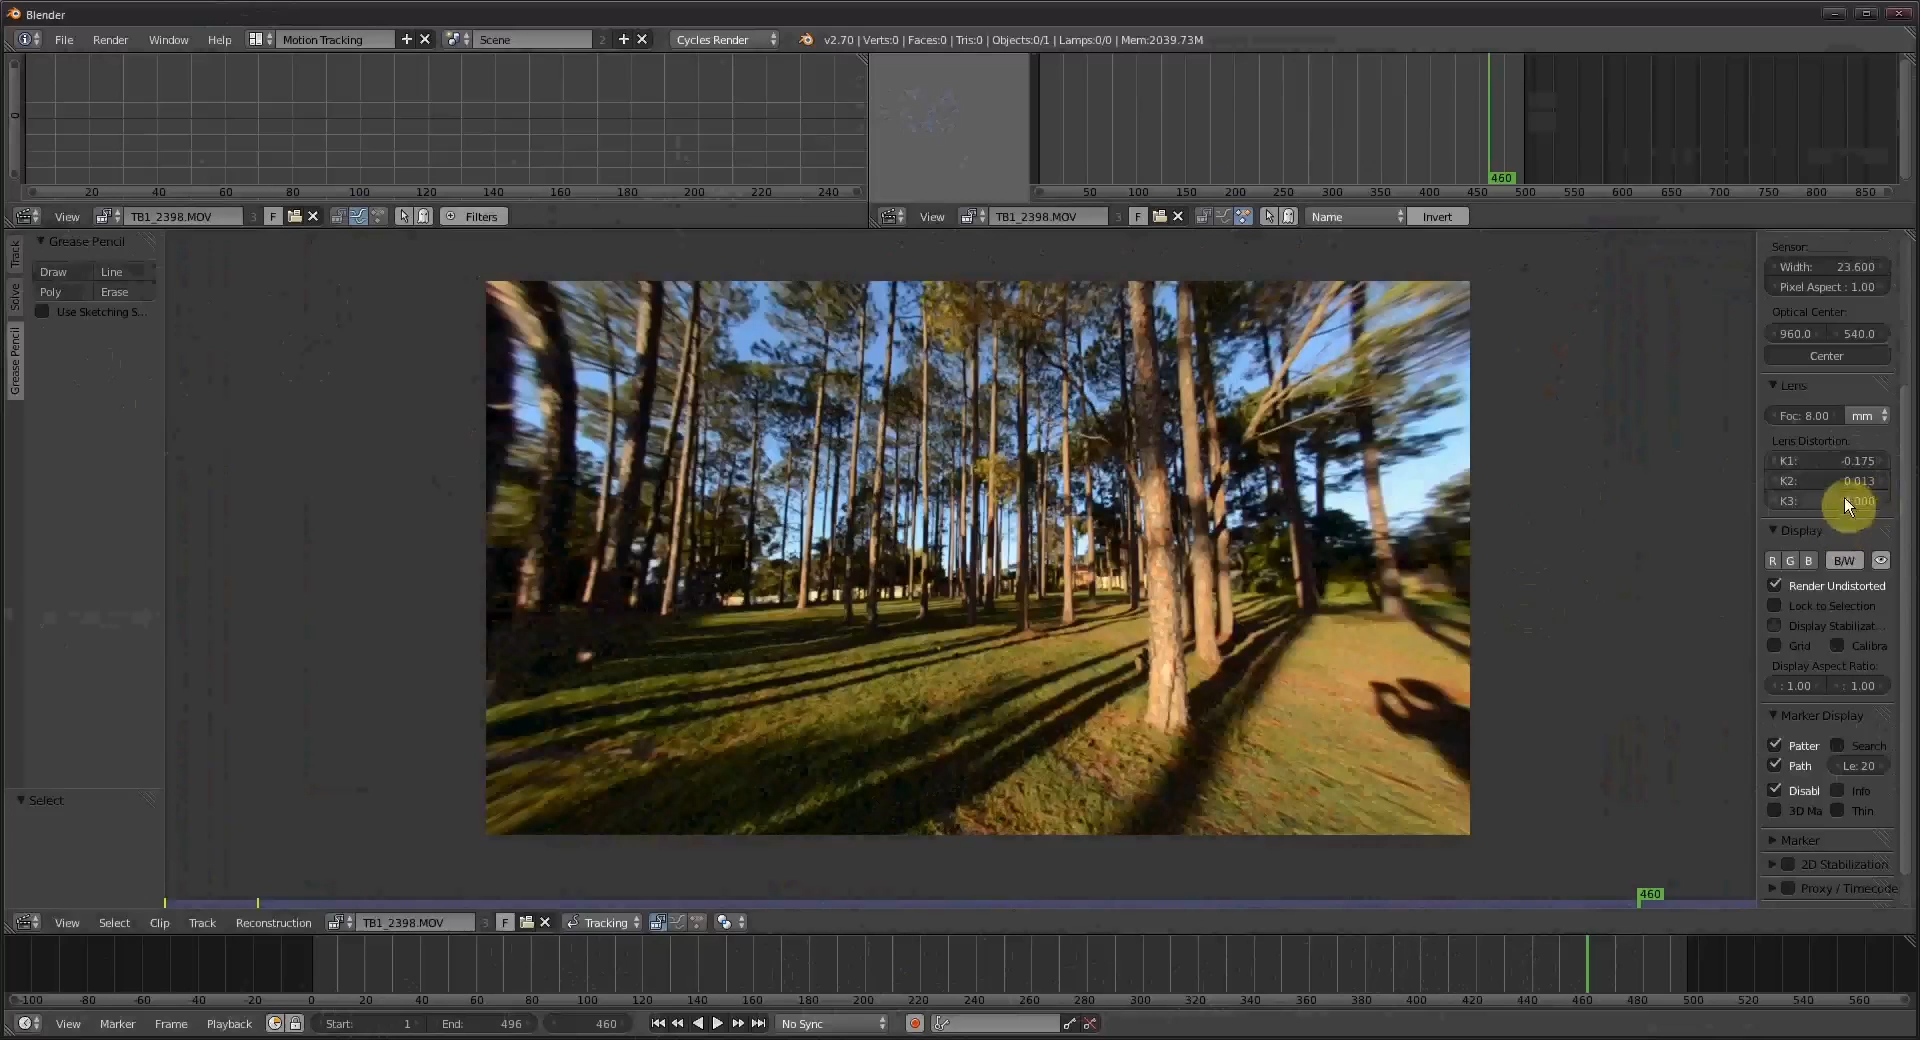 Blender
File Render Window Help Motion Tracking Scene 2 Cycles Render v2.70 | Verts:0 | Faces:0 | Tris:0 | Objects:0/1 | Lamps:0/0 | Mem:2039.73M
0
20 40 60 80 100 120 140 160 180 200 220 240
460
50 100 150 200 250 300 350 400 450 500 550 600 650 700 750 800 850
View TB1_2398.MOV 3 F Filters
View TB1_2398.MOV 3 F Name Invert
Track
Solve
Grease Pencil
Grease Pencil
Draw Line
Poly Erase
Use Sketching S...
Select
Sensor:
Width: 23.600
Pixel Aspect : 1.00
Optical Center:
960.0 540.0
Center
Lens
Foc: 8.00 mm
Lens Distortion:
K1: -0.175
K2: 0.013
K3:
Display
R G B B/W
Render Undistorted
Lock to Selection
Display Stabilizat...
Grid Calibra
Display Aspect Ratio:
: 1.00 : 1.00
Marker Display
Patter Search
Path Le: 20
Disabl Info
3D Ma Thin
Marker
2D Stabilization
Proxy / Timecode
460
View Select Clip Track Reconstruction TB1_2398.MOV 3 F Tracking
-100 -80 -60 -40 -20 0 20 40 60 80 100 120 140 160 180 200 220 240 260 280 300 320 340 360 380 400 420 440 460 480 500 520 540 560
View Marker Frame Playback Start: 1 End: 496 460 No Sync